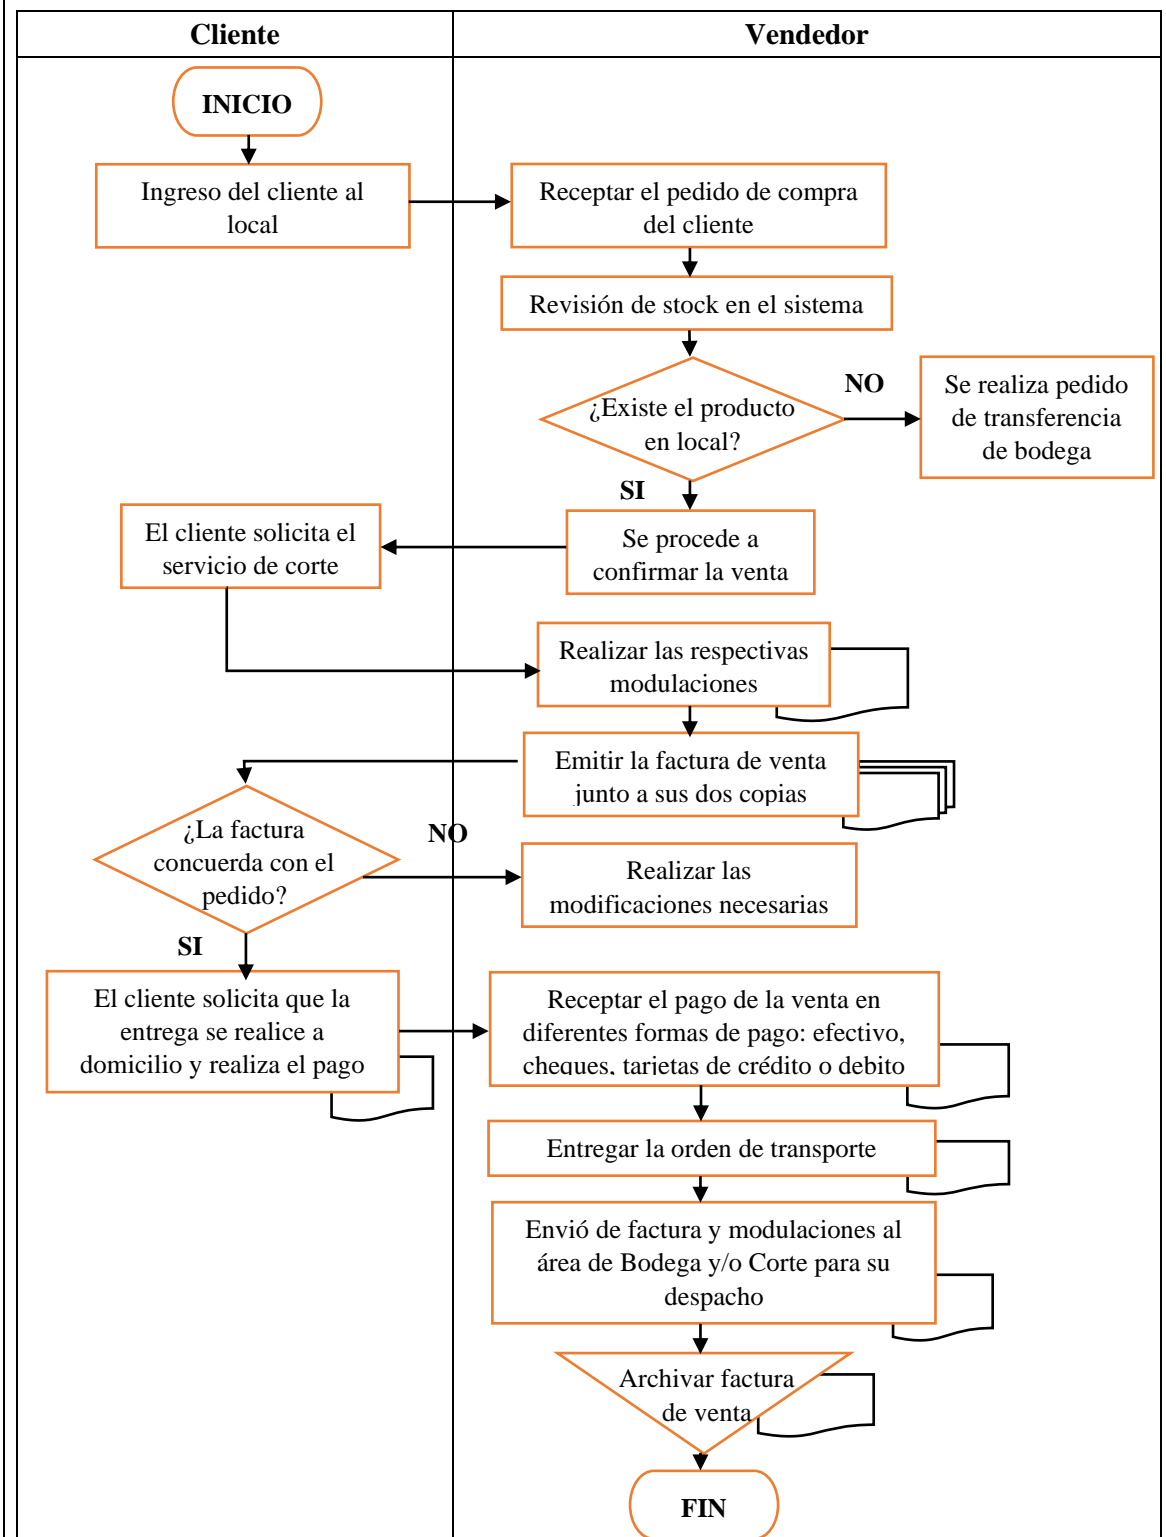 Cliente
Vendedor
INICIO
Ingreso del cliente al
local
Receptar el pedido de compra
del cliente
Revisión de stock en el sistema
¿Existe el producto
en local?
NO
Se realiza pedido
de transferencia
de bodega
SI
Se procede a
confirmar la venta
El cliente solicita el
servicio de corte
Realizar las respectivas
modulaciones
Emitir la factura de venta
junto a sus dos copias
¿La factura
concuerda con el
pedido?
NO
Realizar las
modificaciones necesarias
SI
El cliente solicita que la
entrega se realice a
domicilio y realiza el pago
Receptar el pago de la venta en
diferentes formas de pago: efectivo,
cheques, tarjetas de crédito o debito
Entregar la orden de transporte
Envió de factura y modulaciones al
área de Bodega y/o Corte para su
despacho
Archivar factura
de venta
FIN